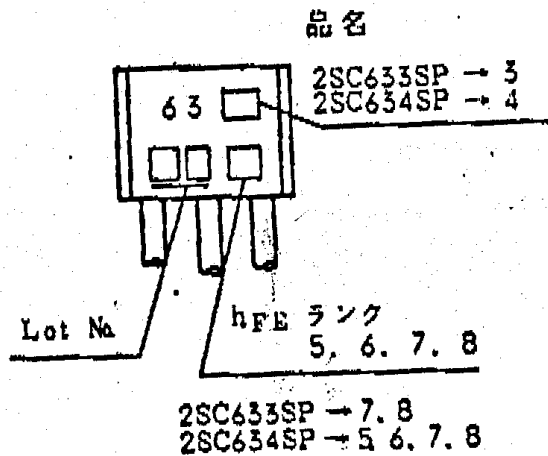 品名
2SC633SP → 3
2SC634SP → 4
63
Lot No.
hFE ランク
5. 6. 7. 8
2SC633SP → 7. 8
2SC634SP → 5. 6. 7. 8